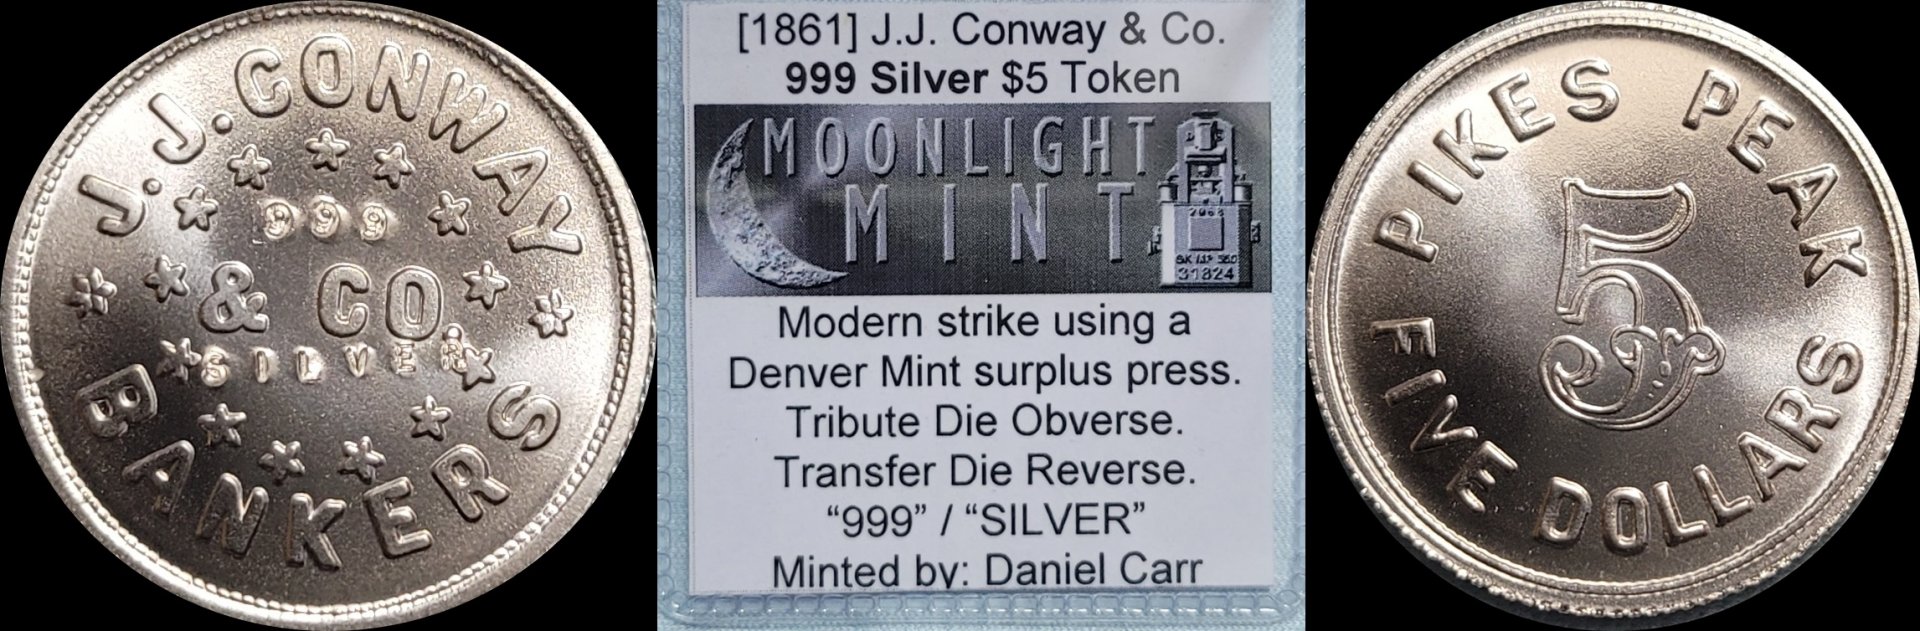 J.J. CONWAY
999
& CO.
SILVER
BANKERS
[1861] J.J. Conway & Co.
999 Silver $5 Token
MOONLIGHT
MINT
31824
Modern strike using a
Denver Mint surplus press.
Tribute Die Obverse.
Transfer Die Reverse.
“999” / “SILVER”
Minted by: Daniel Carr
PIKES PEAK
5
FIVE DOLLARS